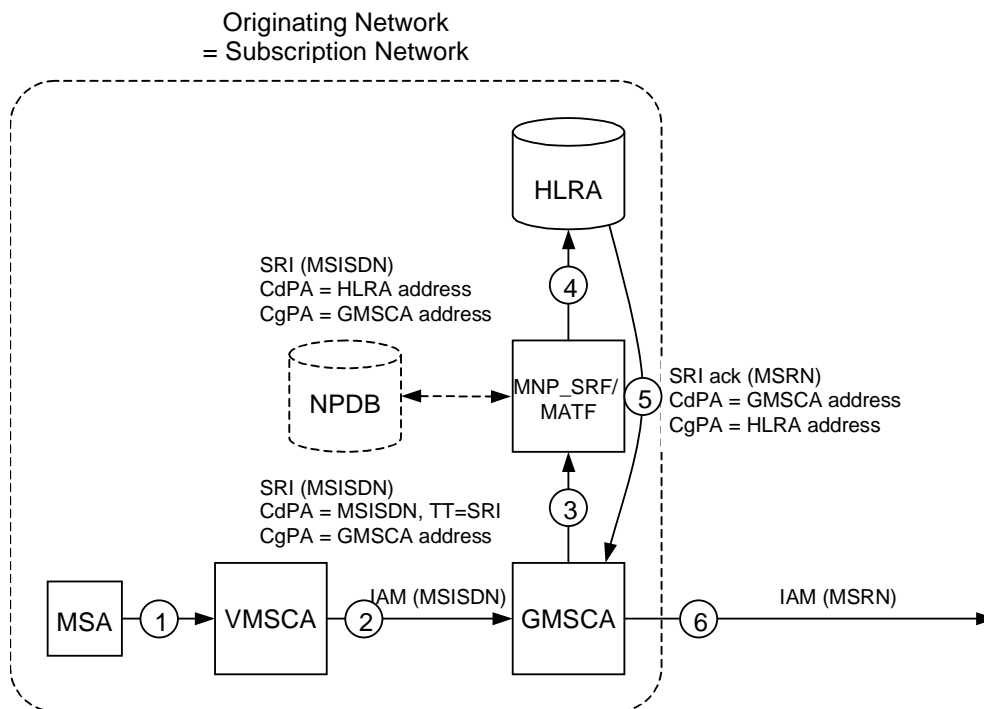 Originating Network
= Subscription Network
HLRA
SRI (MSISDN)
CdPA = HLRA address
CgPA = GMSCA address
4
NPDB
MNP_SRF/
MATF
5
SRI ack (MSRN)
CdPA = GMSCA address
CgPA = HLRA address
SRI (MSISDN)
CdPA = MSISDN, TT=SRI
CgPA = GMSCA address
3
MSA
1
VMSCA
IAM (MSISDN)
2
GMSCA
6
IAM (MSRN)